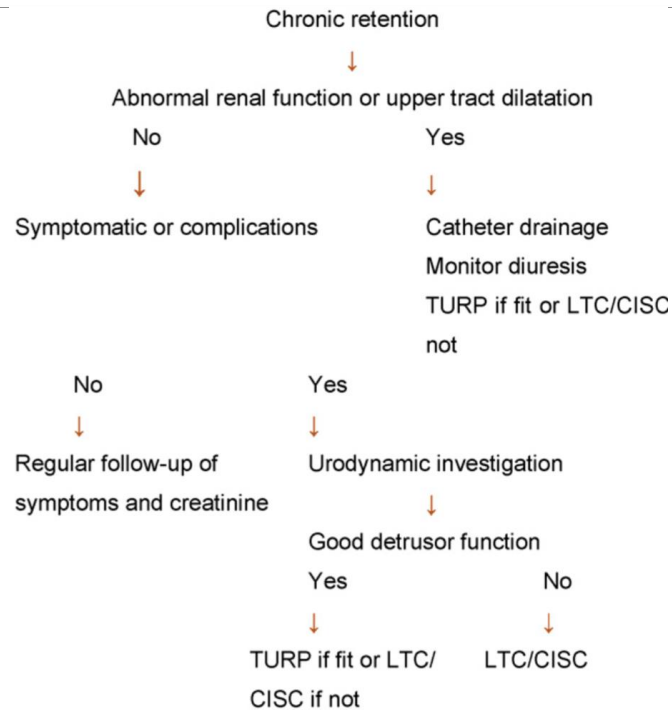 Chronic retention
↓
Abnormal renal function or upper tract dilatation
No Yes
↓ ↓
Symptomatic or complications Catheter drainage
Monitor diuresis
TURP if fit or LTC/CISC
not
No Yes
↓ ↓
Regular follow-up of Urodynamic investigation
symptoms and creatinine ↓
Good detrusor function
Yes No
↓ ↓
TURP if fit or LTC/ LTC/CISC
CISC if not